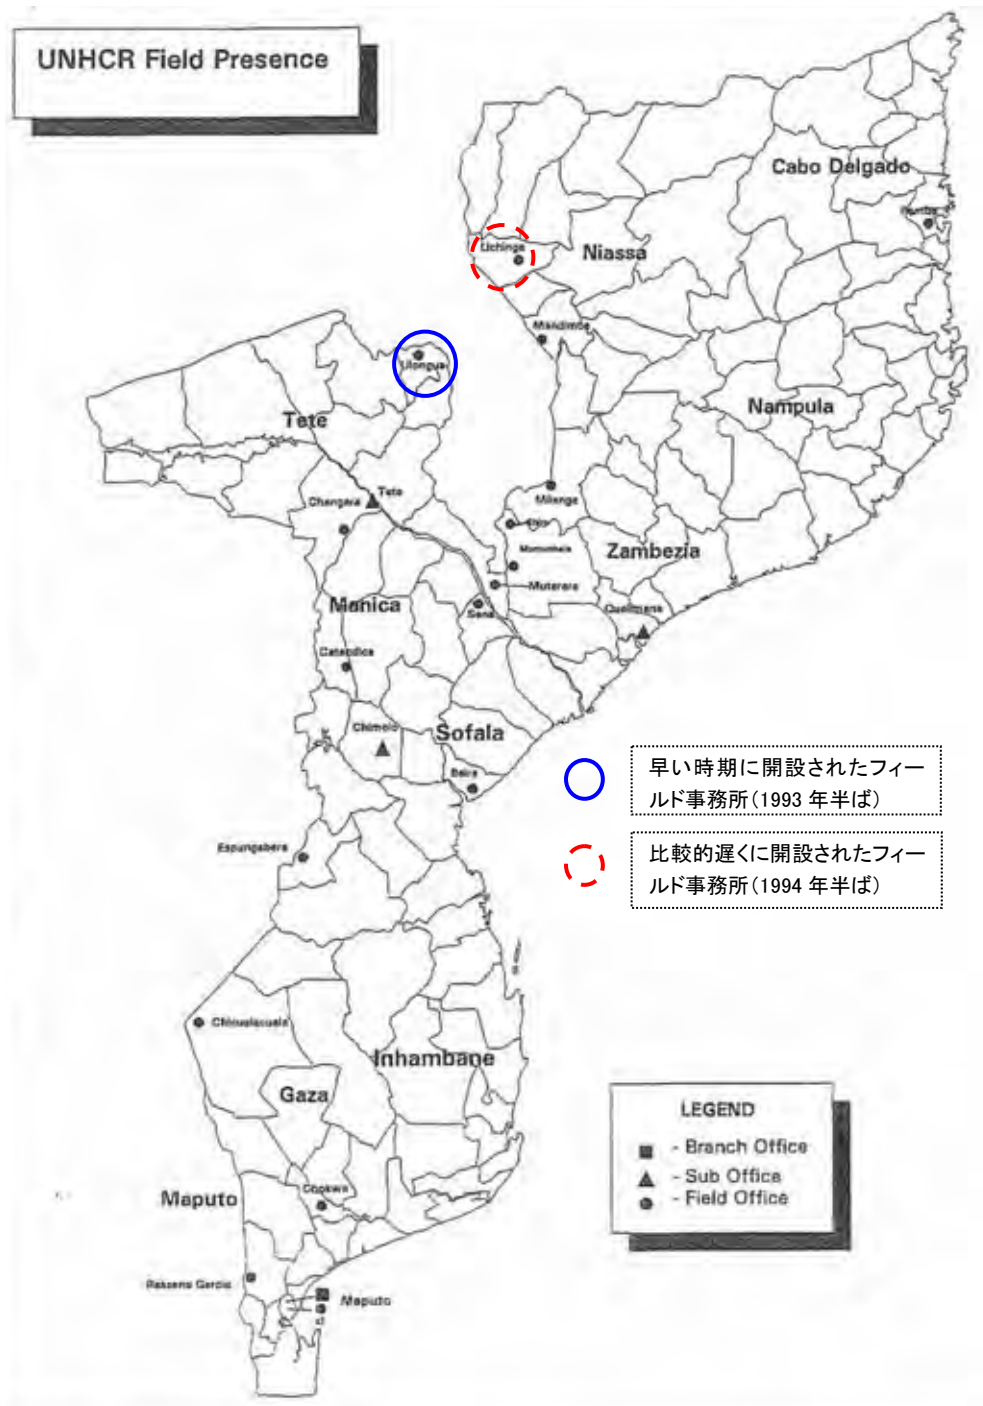 UNHCR Field Presence
Cabo Delgado
Pemba
Lichinga
Niassa
Mandimba
Ulongue
Nampula
Tete
Tete
Changara
Milange
Zambezia
Mutarara
Manica
Sena
Quelimane
Catandica
Chimoio
Sofala
Beira
早い時期に開設されたフィー
ルド事務所（1993 年半ば）
比較的遅くに開設されたフィー
ルド事務所（1994 年半ば）
Espungabera
Chicualacuala
Inhambane
Gaza
LEGEND
- Branch Office
- Sub Office
- Field Office
Chokwe
Maputo
Maputo